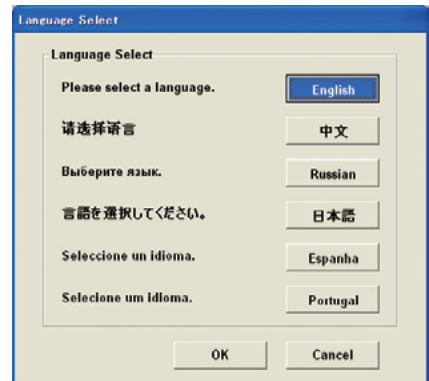 Language Select
Language Select
Please select a language. English
请选择语言 中文
Выберите язык. Russian
言語を選択してください。 日本語
Seleccione un idioma. Espanha
Selecione um idioma. Portugal
OK Cancel